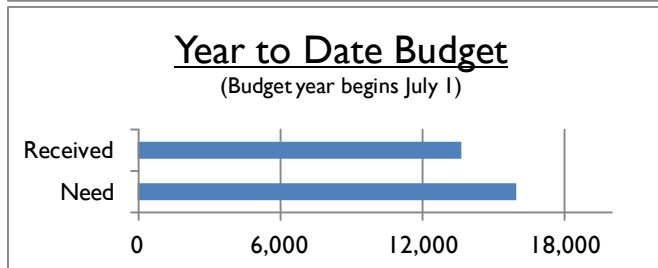 Year to Date Budget
(Budget year begins July 1)
Received
Need
0 6,000 12,000 18,000